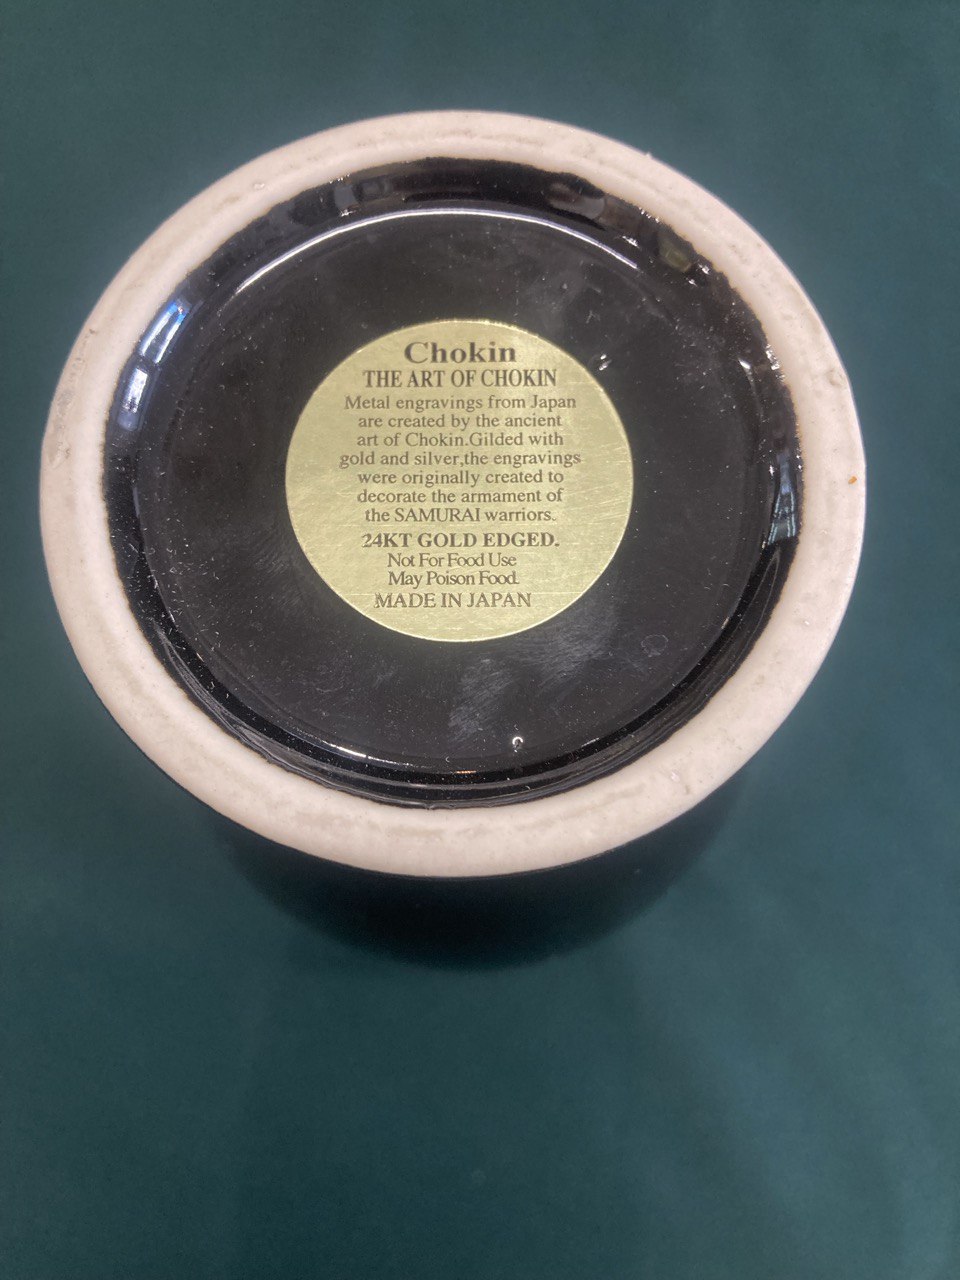 Chokin
THE ART OF CHOKIN
Metal engravings from Japan
are created by the ancient
art of Chokin.Gilded with
gold and silver,the engravings
were originally created to
decorate the armament of
the SAMURAI warriors.
24KT GOLD EDGED.
Not For Food Use
May Poison Food.
MADE IN JAPAN